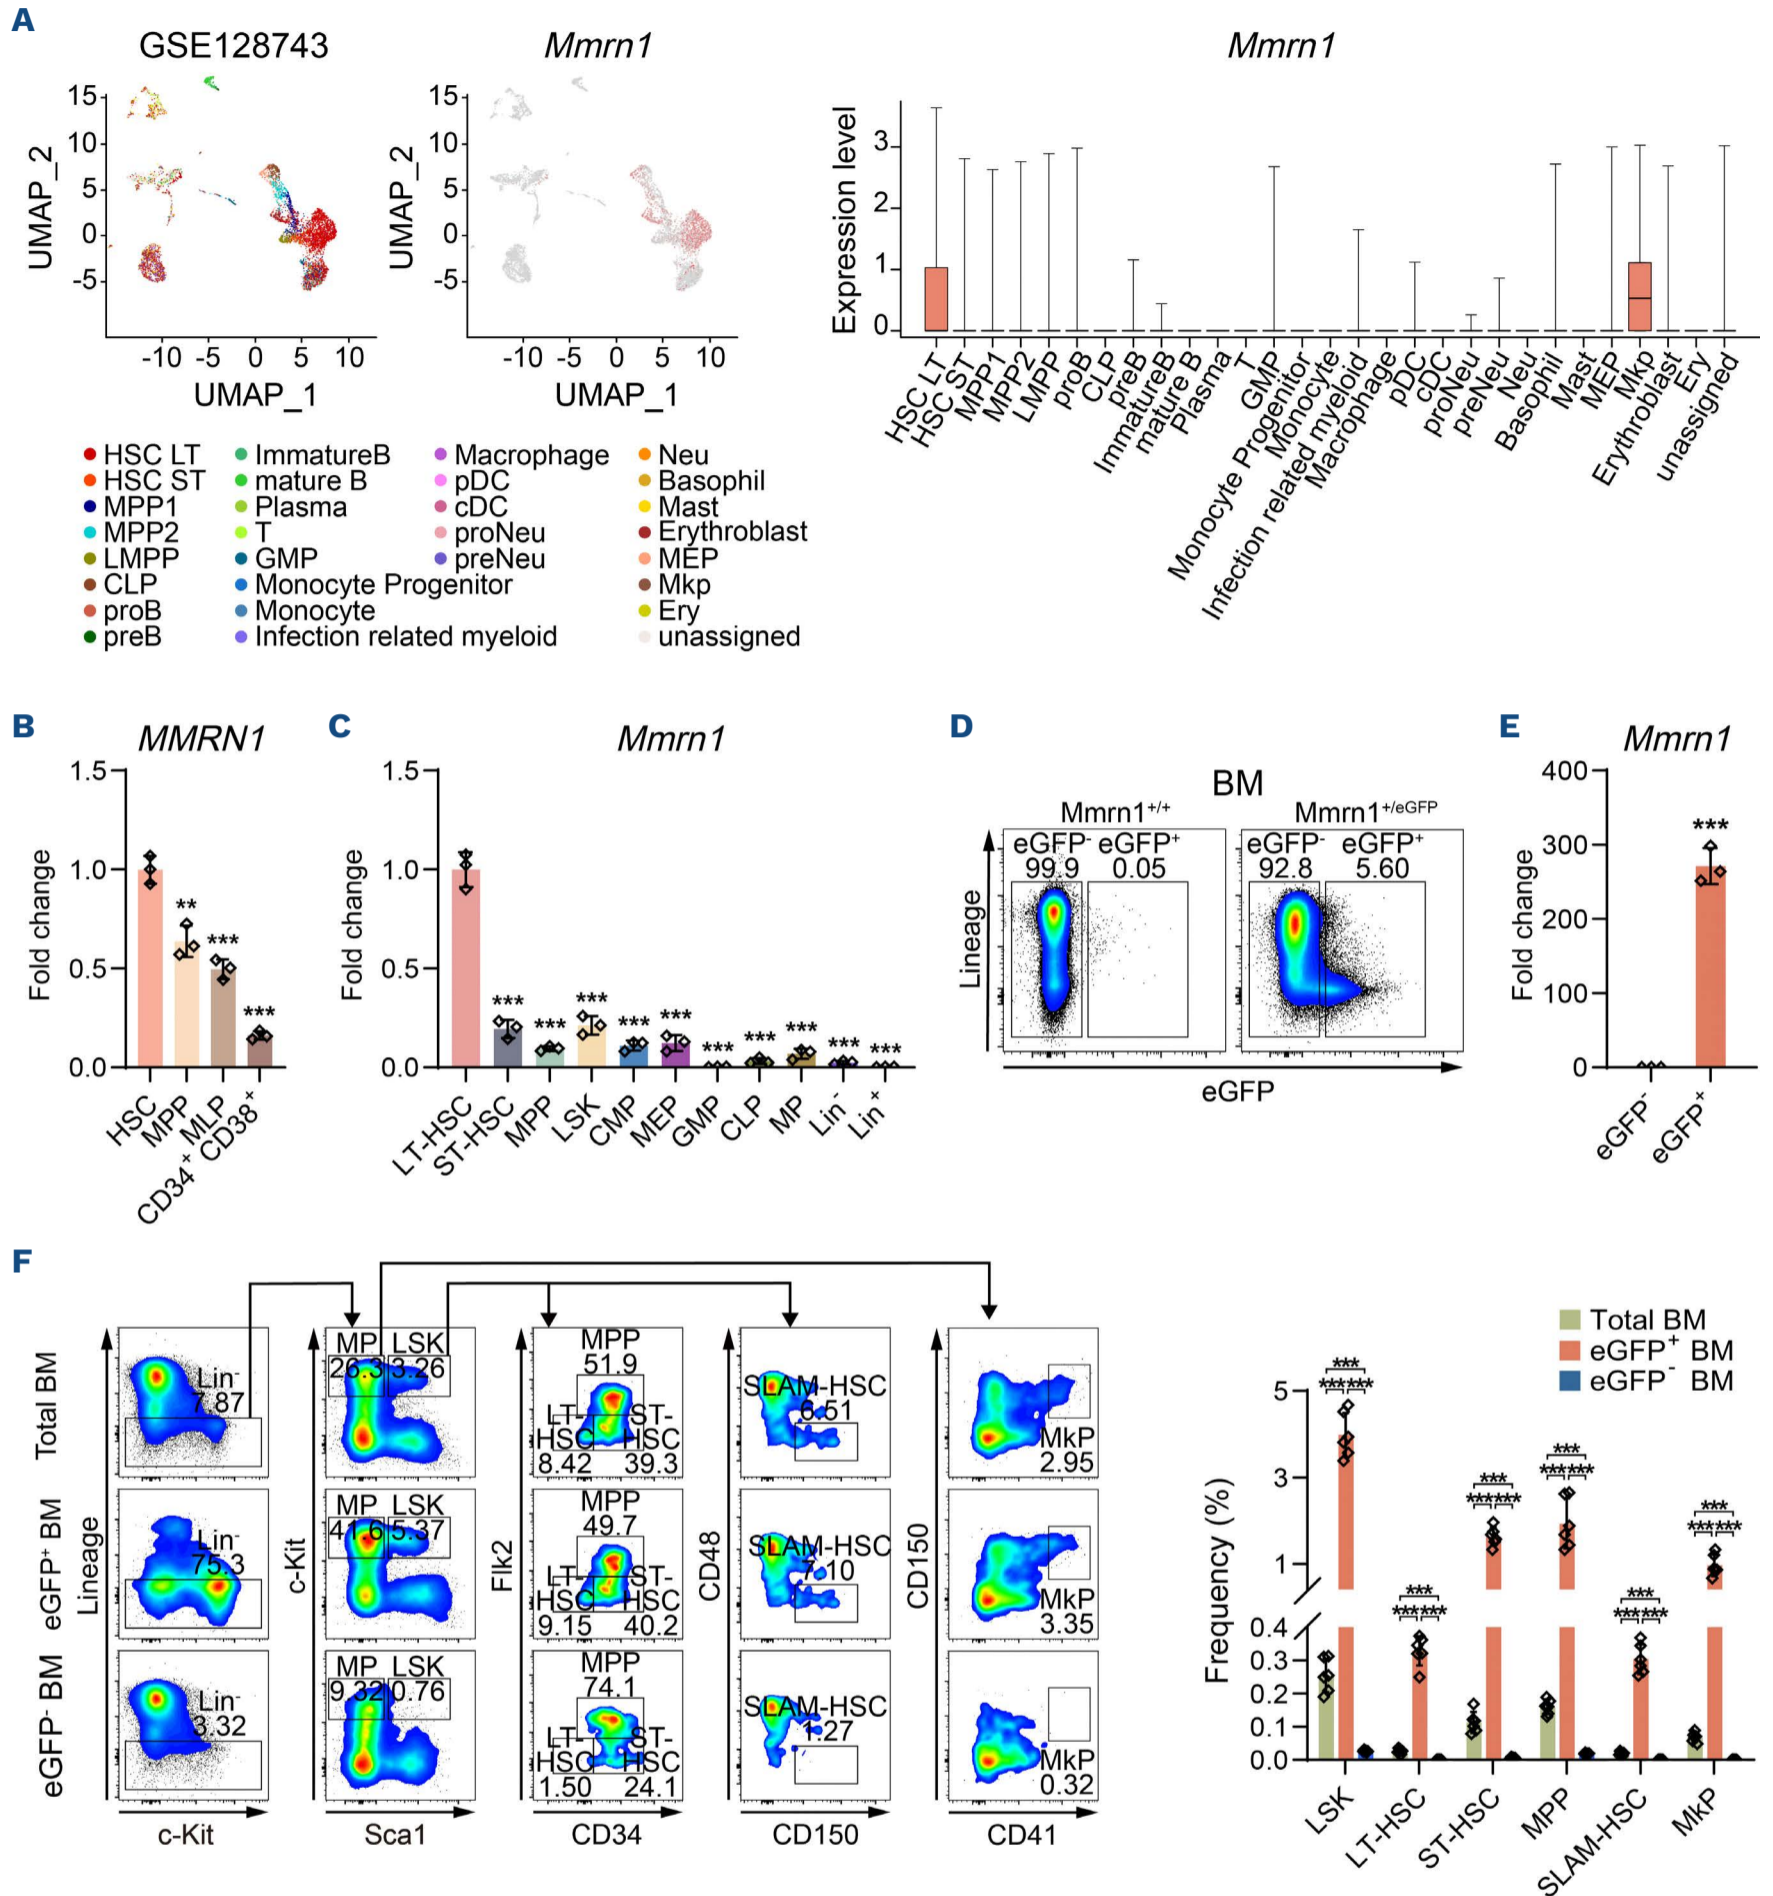 A
GSE128743
Mmrn1
Mmrn1
UMAP_2
15
10
5
0
-5
-10
-5
0
5
10
UMAP_1
UMAP_2
15
10
5
0
-5
-10
-5
0
5
10
UMAP_1
Expression level
3
2
1
0
HSC LT
HSC ST
MPP1
MPP2
LMPP
proB
CLP
preB
ImmatureB
mature B
Plasma
T
GMP
Monocyte Progenitor
Monocyte
Infection related myeloid
Macrophage
pDC
cDC
proNeu
preNeu
Neu
Basophil
Mast
MEP
Mkp
Erythroblast
Ery
unassigned
HSC LT
HSC ST
MPP1
MPP2
LMPP
CLP
proB
preB
ImmatureB
mature B
Plasma
T
GMP
Monocyte Progenitor
Monocyte
Infection related myeloid
Macrophage
pDC
cDC
proNeu
preNeu
Neu
Basophil
Mast
Erythroblast
MEP
Mkp
Ery
unassigned
B
MMRN1
Fold change
1.5
1.0
0.5
0.0
**
***
***
HSC
MPP
MLP
CD34+ CD38+
C
Mmrn1
Fold change
1.5
1.0
0.5
0.0
***
***
***
***
***
***
***
***
***
***
LT-HSC
ST-HSC
MPP
LSK
CMP
MEP
GMP
CLP
MP
Lin-
Lin+
D
BM
Mmrn1+/+
Mmrn1+/eGFP
eGFP- eGFP+
99.9 0.05
eGFP- eGFP+
92.8 5.60
Lineage
eGFP
E
Mmrn1
Fold change
400
300
200
100
0
***
eGFP-
eGFP+
F
Total BM
eGFP+ BM
eGFP- BM
Lineage
c-Kit
Flk2
CD48
CD150
Lin-
7.87
MP LSK
26.3 3.26
MPP
51.9
LT-HSC
8.42
ST-HSC
39.3
SLAM-HSC
6.51
MkP
2.95
Lin-
75.3
MP LSK
41.6 5.37
MPP
49.7
LT-HSC
9.15
ST-HSC
40.2
SLAM-HSC
7.10
MkP
3.35
Lin-
3.32
MP LSK
9.32 0.76
MPP
74.1
LT-HSC
1.50
ST-HSC
24.1
SLAM-HSC
1.27
MkP
0.32
c-Kit
Sca1
CD34
CD150
CD41
Total BM
eGFP+ BM
eGFP- BM
Frequency (%)
5
3
1
0.4
0.3
0.2
0.1
0.0
***
******
***
******
***
******
***
******
***
******
***
******
LSK
LT-HSC
ST-HSC
MPP
SLAM-HSC
MkP